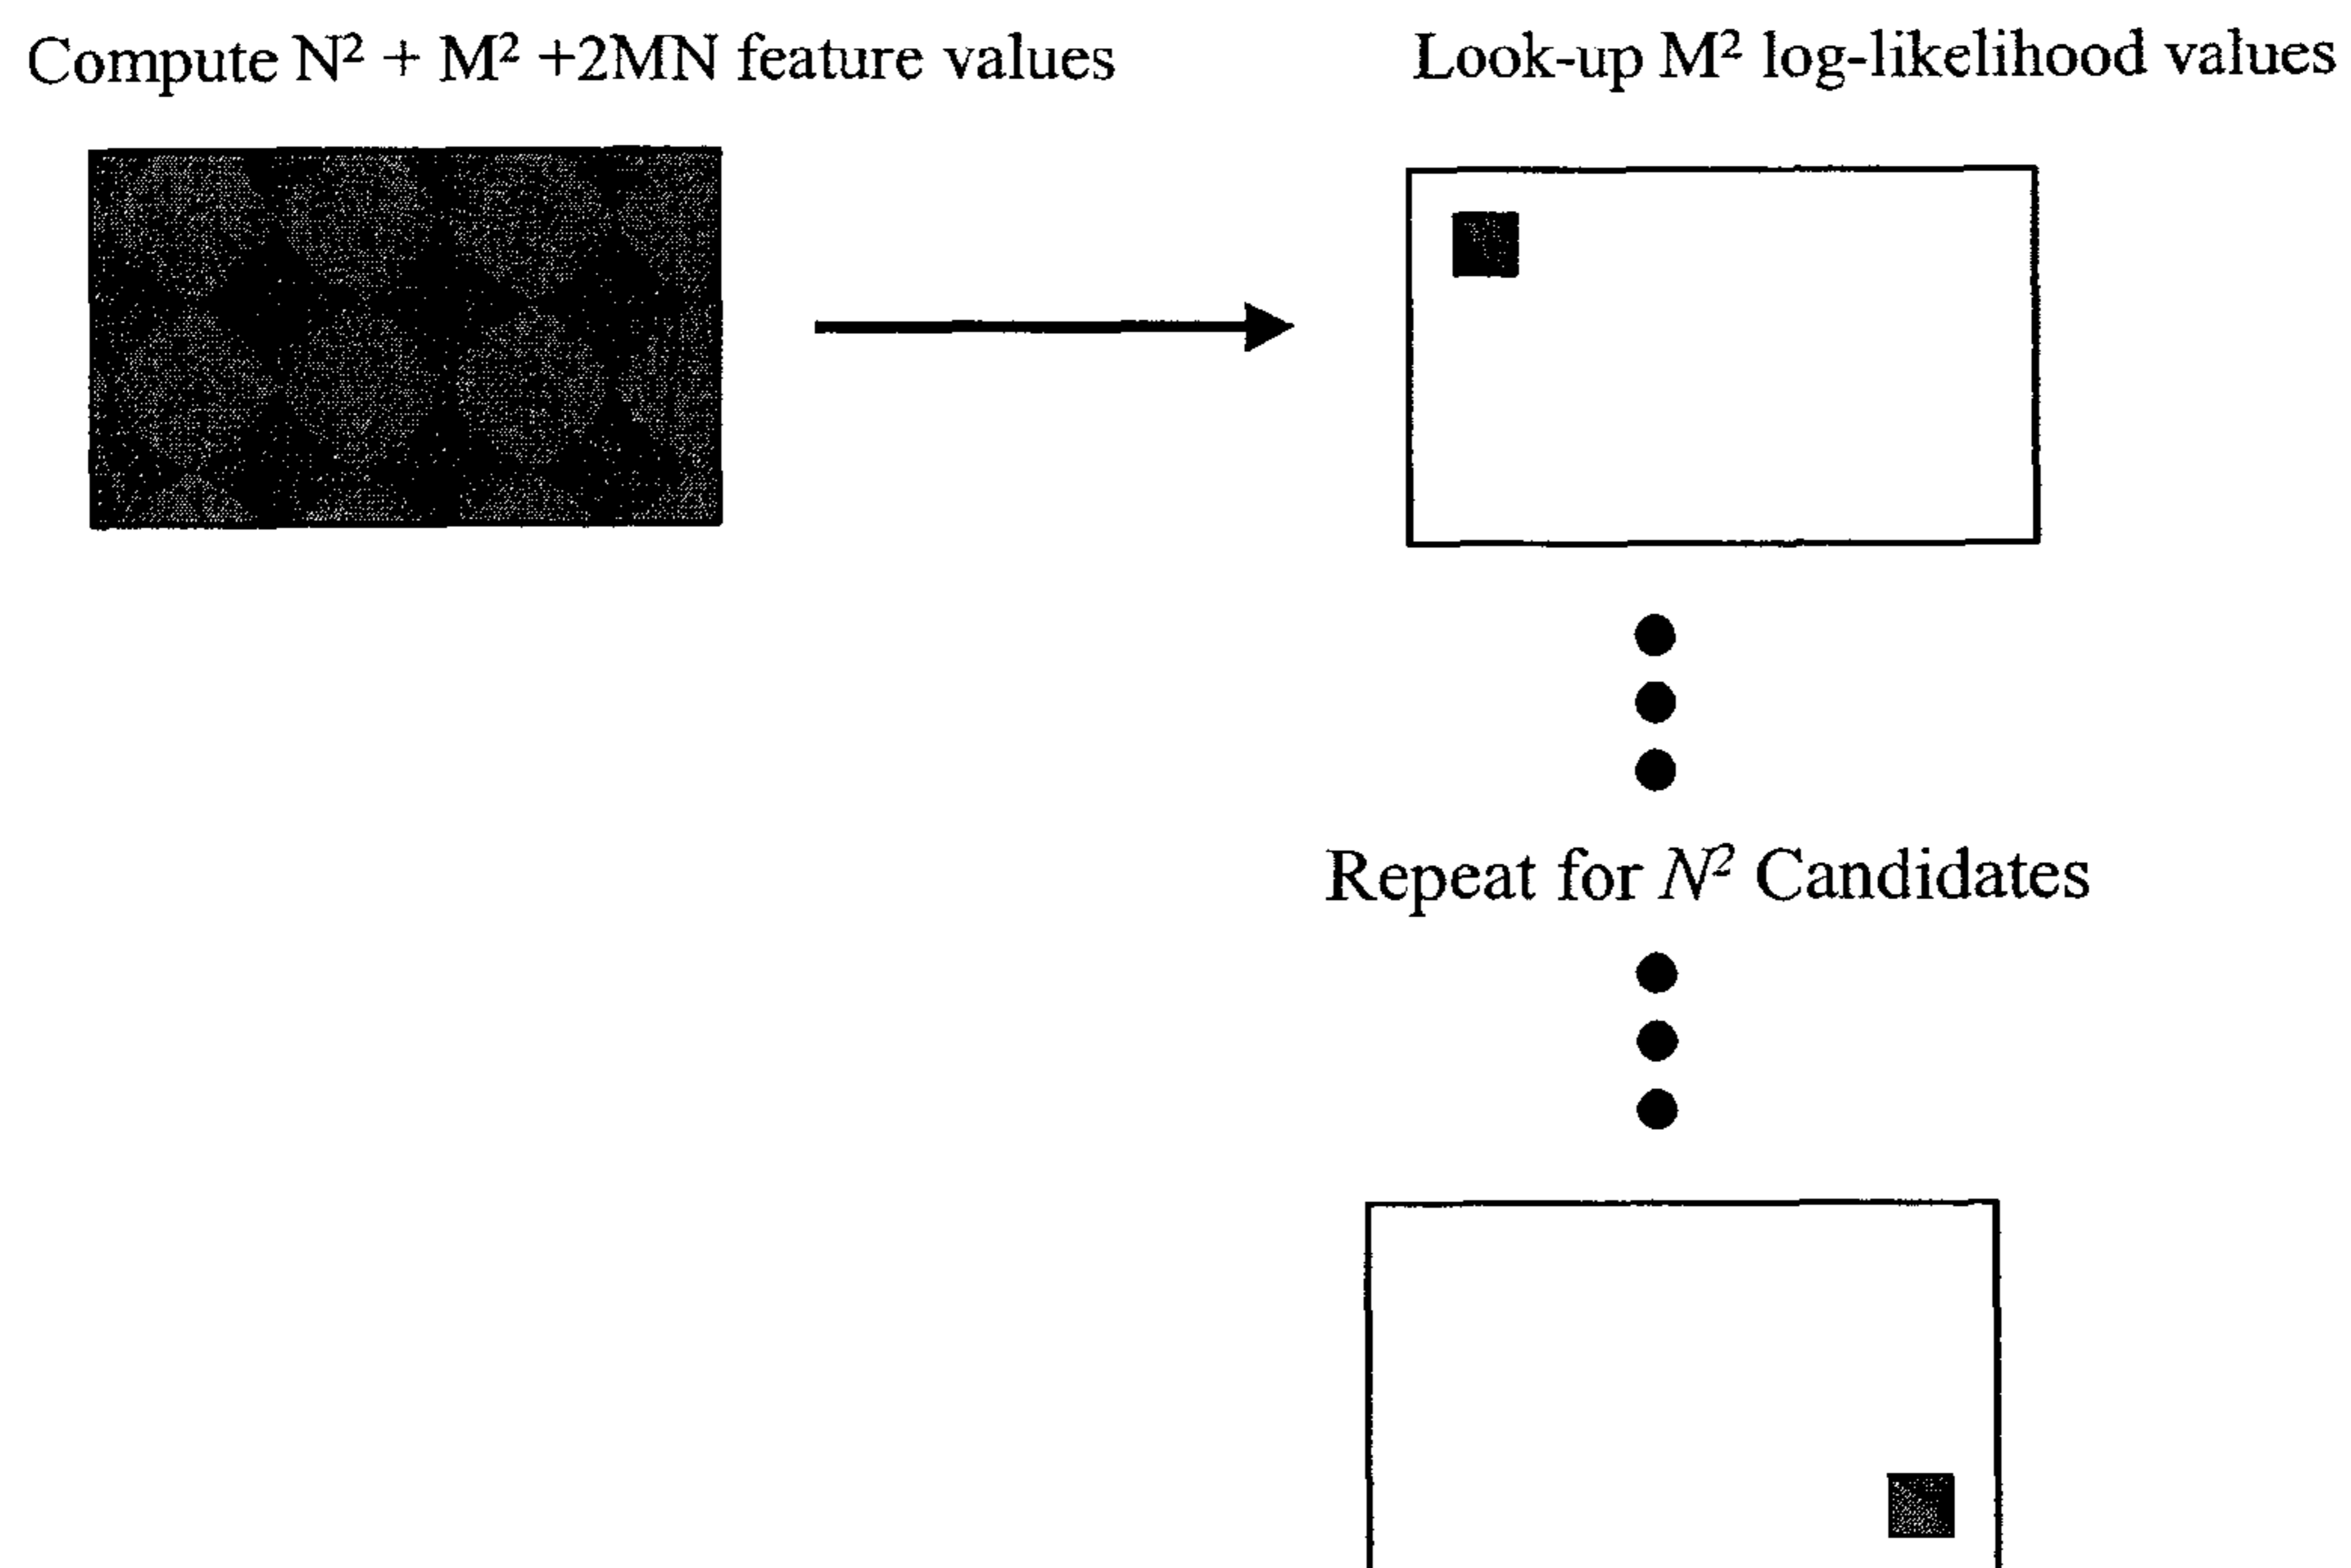 Compute N² + M² +2MN feature values
Look-up M² log-likelihood values
Repeat for N² Candidates